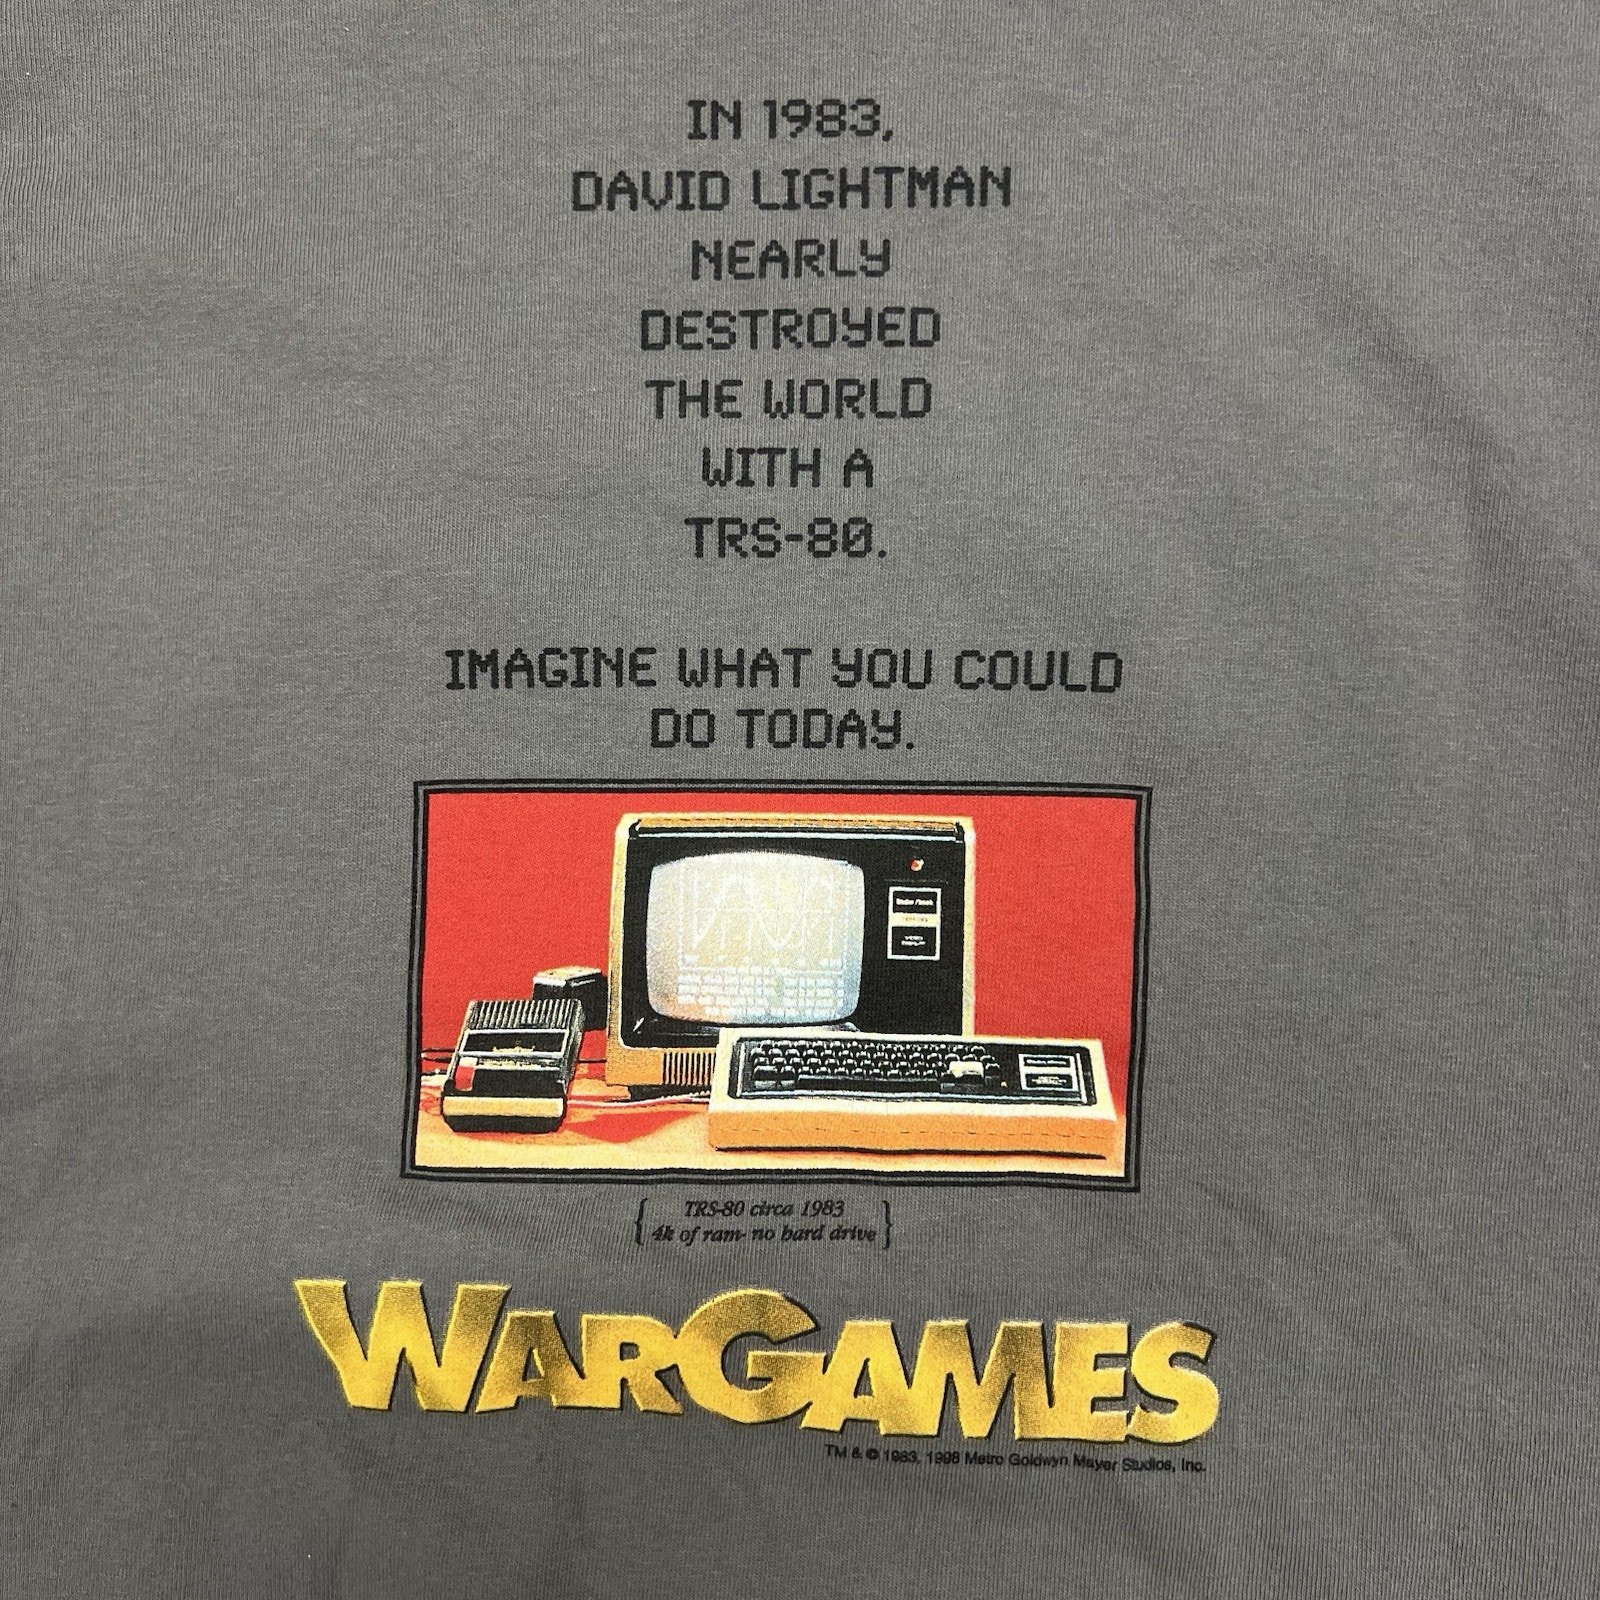 IN 1983,
DAVID LIGHTMAN
NEARLY
DESTROYED
THE WORLD
WITH A
TRS-80.
IMAGINE WHAT YOU COULD
DO TODAY.
TRS-80 circa 1983
4k of ram- no hard drive
WARGAMES
TM & © 1983, 1998 Metro Goldwyn Mayer Studios, Inc.